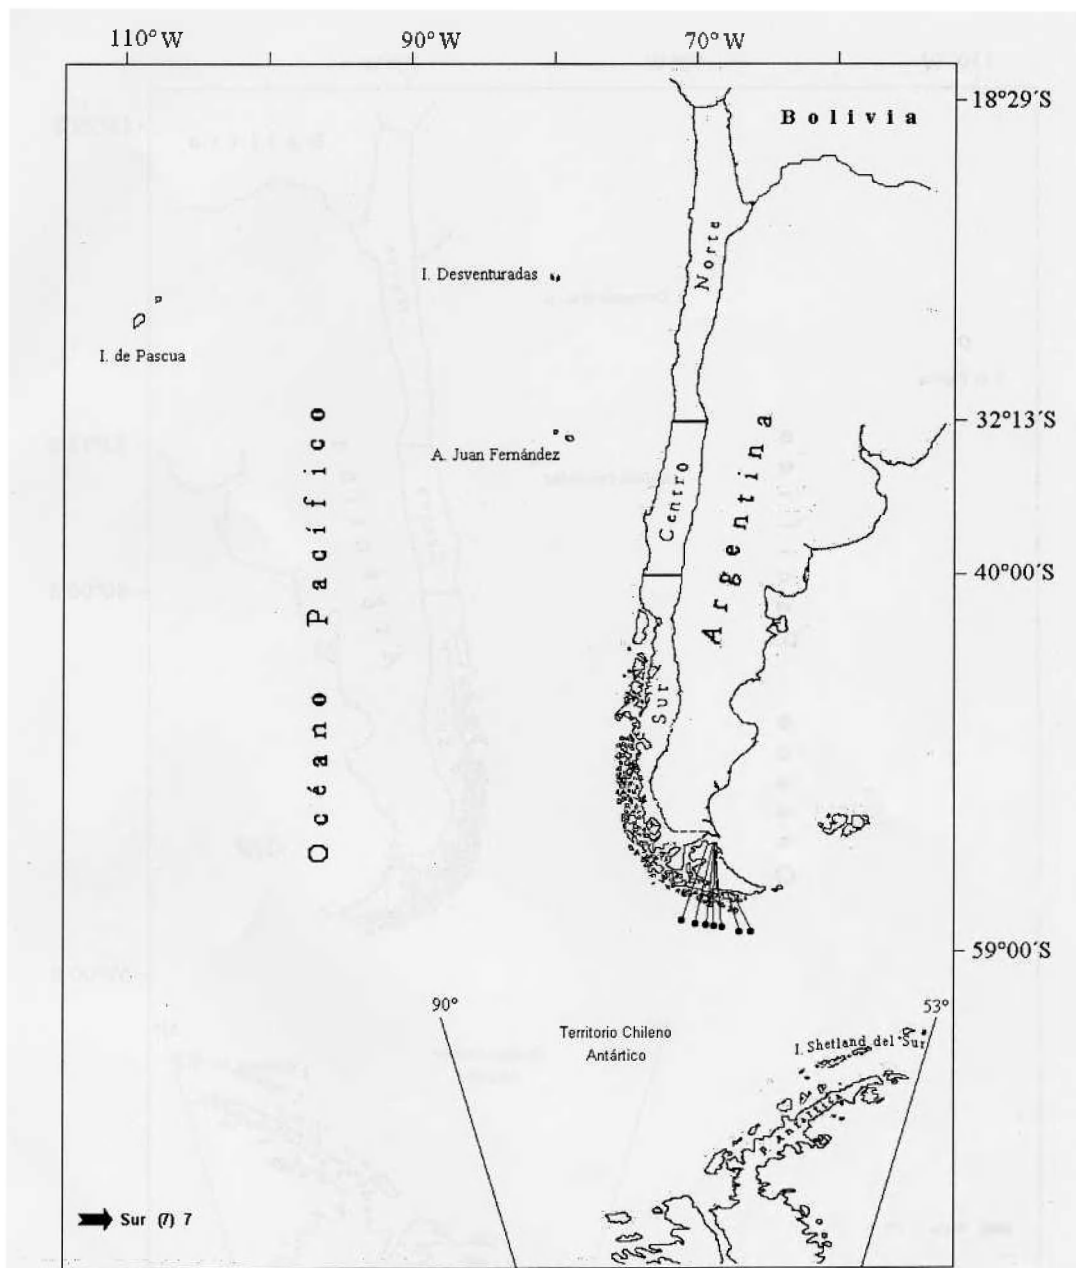 110° W
90° W
70° W
18°29´S
Bolivia
Norte
I. Desventuradas
I. de Pascua
Océano Pacífico
32°13´S
A. Juan Fernández
Centro
Argentina
40°00´S
Sur
59°00´S
90°
53°
Territorio Chileno
Antártico
I. Shetland del Sur
P. Antártica
Sur (7) 7